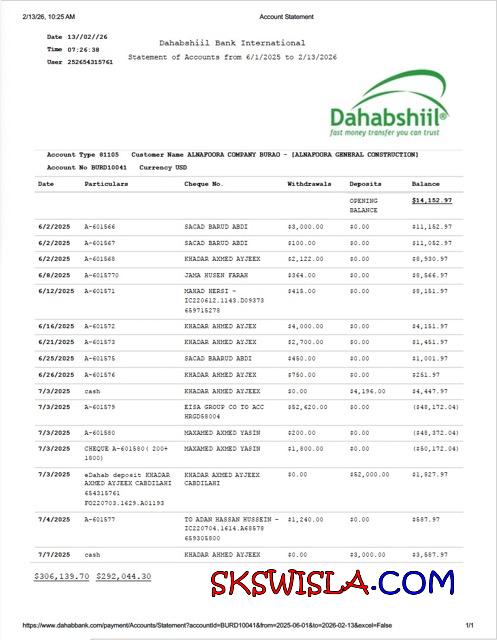 2/13/26, 10:25 AM Account Statement
Date 13//02//26
Time 07:26:38
User 252654315761
Dahabshiil Bank International
Statement of Accounts from 6/1/2025 to 2/13/2026
Dahabshiil®
fast money transfer you can trust
Account Type 81105 Customer Name ALNAFOORA COMPANY BURAO - [ALNAFOORA GENERAL CONSTRUCTION]
Account No BURD10041 Currency USD
Date Particulars Cheque No. Withdrawals Deposits Balance
OPENING BALANCE $14,152.97
6/2/2025 A-601566 SACAD BARUD ABDI $3,000.00 $0.00 $11,152.97
6/2/2025 A-601567 SACAD BARUD ABDI $100.00 $0.00 $11,052.97
6/2/2025 A-601568 KHADAR AHMED AYJEEX $2,122.00 $0.00 $8,930.97
6/8/2025 A-6015770 JAMA HUSEN FARAH $364.00 $0.00 $8,566.97
6/12/2025 A-601571 MAHAD HERSI - $415.00 $0.00 $8,151.97
IC220612.1143.D09373
659715278
6/16/2025 A-601572 KHADAR AHMED AYJEX $4,000.00 $0.00 $4,151.97
6/21/2025 A-601573 KHADAR AHMED AYJEX $2,700.00 $0.00 $1,451.97
6/25/2025 A-601575 SACAD BAARUD ABDI $450.00 $0.00 $1,001.97
6/26/2025 A-601576 KHADAR AHMED AYJEX $750.00 $0.00 $251.97
7/3/2025 cash KHADAR AHMED AYJEEX $0.00 $4,196.00 $4,447.97
7/3/2025 A-601579 EISA GROUP CO TO ACC $52,620.00 $0.00 ($48,172.04)
HRGD58004
7/3/2025 A-601580 MAXAMED AXMED YASIN $200.00 $0.00 ($48,372.04)
7/3/2025 CHEQUE A-601580( 200+ MAXAMED AXMED YASIN $1,800.00 $0.00 ($50,172.04)
1800)
7/3/2025 eDahab deposit KHADAR KHADAR AHMED AYJEEX $0.00 $52,000.00 $1,827.97
AHMED AYJEEX CABDILAHI CABDILAHI
654315761
FO220703.1629.A01193
7/4/2025 A-601577 TO ADAN HASSAN HUSSEIN - $1,240.00 $0.00 $587.97
IC220704.1614.A68578
659305800
7/7/2025 cash KHADAR AHMED AYJEEX $0.00 $3,000.00 $3,587.97
$306,139.70 $292,044.30
SKSWISLA.COM
https://www.dahabbank.com/payment/Accounts/Statement?accountId=BURD10041&from=2025-06-01&to=2026-02-13&excel=False 1/1